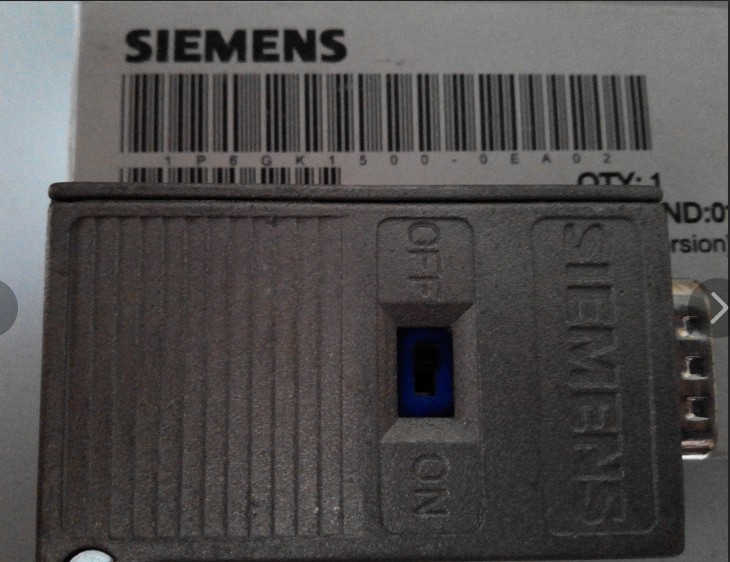 SIEMENS
1P6GK1500-0EA02
QTY: 1
ND:0
rsion)
OFF
SIEMENS
ON